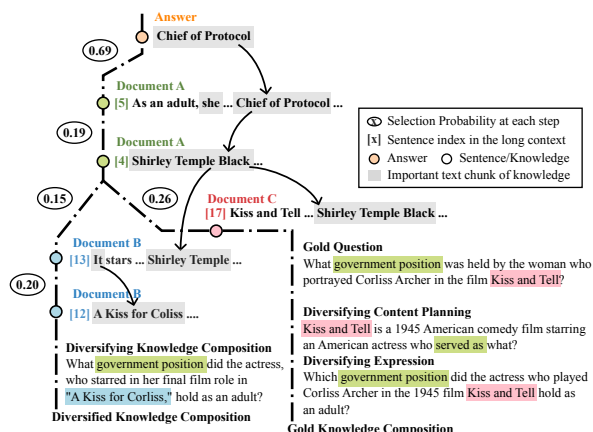 Answer
Chief of Protocol
0.69
Document A
[5] As an adult, she ... Chief of Protocol ...
0.19
Document A
[4] Shirley Temple Black ...
0.15
0.26
Document C
[17] Kiss and Tell ... Shirley Temple Black ...
Document B
[13] It stars ... Shirley Temple ...
0.20
Document B
[12] A Kiss for Coliss ....
x Selection Probability at each step
[x] Sentence index in the long context
Answer Sentence/Knowledge
Important text chunk of knowledge
Gold Question
What government position was held by the woman who
portrayed Corliss Archer in the film Kiss and Tell?
Diversifying Content Planning
Kiss and Tell is a 1945 American comedy film starring
an American actress who served as what?
Diversifying Expression
Which government position did the actress who played
Corliss Archer in the 1945 film Kiss and Tell hold as
an adult?
Gold Knowledge Composition
Diversifying Knowledge Composition
What government position did the actress,
who starred in her final film role in
"A Kiss for Corliss," hold as an adult?
Diversified Knowledge Composition